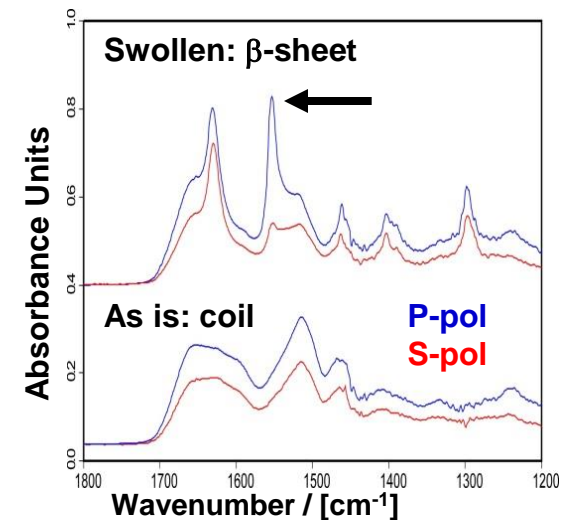 1.0
Swollen: β-sheet
0.8
Absorbance Units
0.6
0.4
As is: coil
P-pol
S-pol
0.2
0.0
1800 1700 1600 1500 1400 1300 1200
Wavenumber / [cm-1]